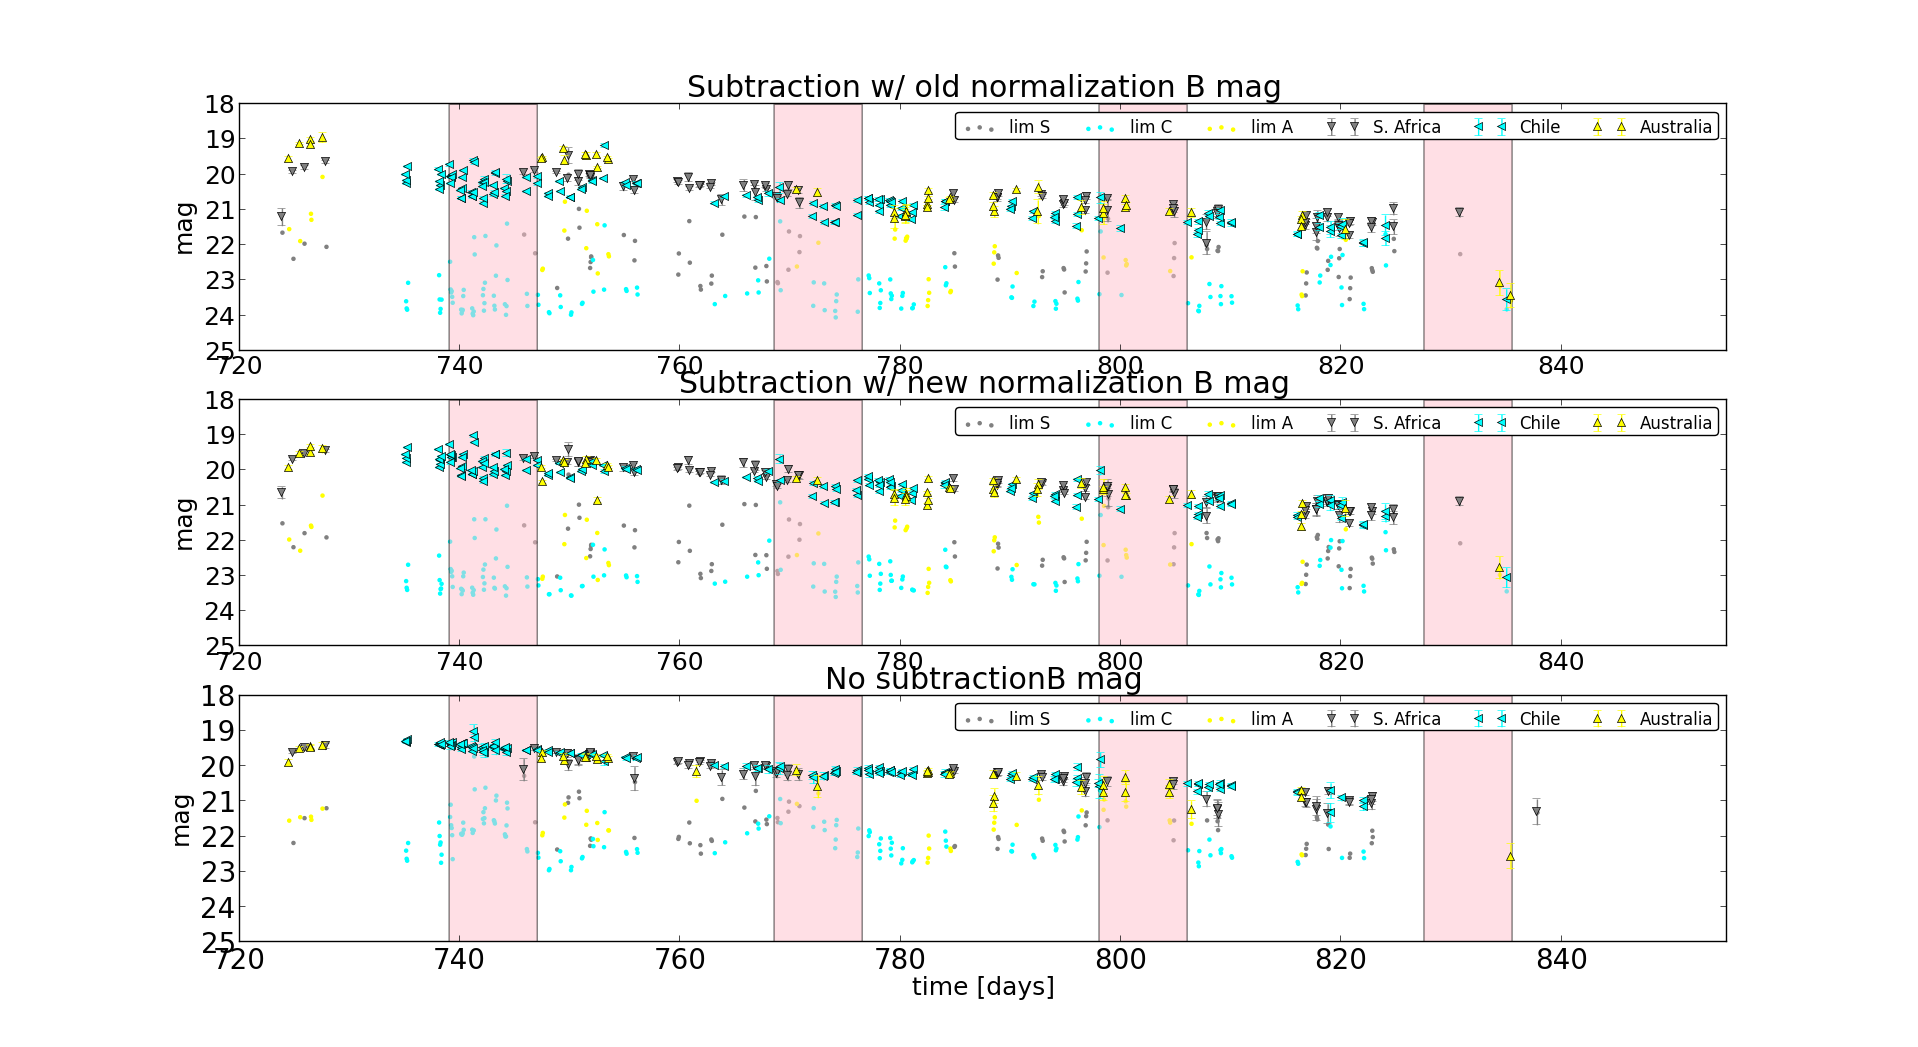 Subtraction w/ old normalization B mag
lim S lim C lim A S. Africa Chile Australia
18
19
20
21
22
23
24
25
mag
720 740 760 780 800 820 840
Subtraction w/ new normalization B mag
lim S lim C lim A S. Africa Chile Australia
18
19
20
21
22
23
24
25
mag
720 740 760 780 800 820 840
No subtractionB mag
lim S lim C lim A S. Africa Chile Australia
18
19
20
21
22
23
24
25
mag
720 740 760 780 800 820 840
time [days]